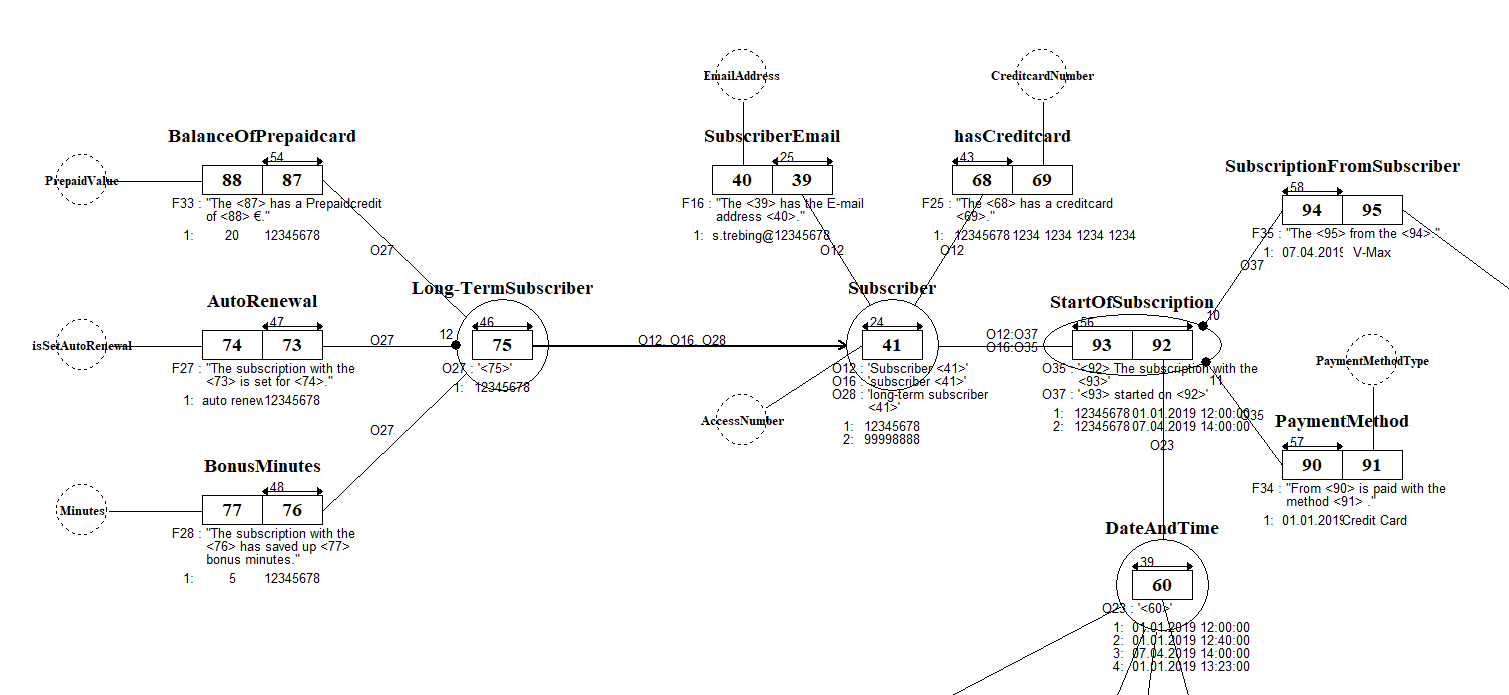 EmailAddress
CreditcardNumber
BalanceOfPrepaidcard
SubscriberEmail
hasCreditcard
54
25
43
SubscriptionFromSubscriber
PrepaidValue
88 87
40 39
68 69
58
94 95
F33 : "The <87> has a Prepaidcredit
of <88> €."
1: 20 12345678
F16 : "The <39> has the E-mail
address <40>."
1: s.trebing@12345678
F25 : "The <68> has a creditcard
<69>."
1: 12345678 1234 1234 1234 1234
F35 : "The <95> from the <94>."
1: 07.04.2019 V-Max
O27
O12
O12
O37
Long-TermSubscriber
Subscriber
StartOfSubscription
AutoRenewal
47
12
46
24
56
10
isSetAutoRenewal
74 73
O27
75
O12, O16, O28
41
O12:O37
O16:O35
93 92
PaymentMethodType
F27 : "The subscription with the
<73> is set for <74>."
1: auto renew 12345678
O27 : '<75>'
1: 12345678
O12 : 'Subscriber <41>'
O16 : 'subscriber <41>'
O28 : 'long-term subscriber
<41>'
1: 12345678
2: 99998888
O35 : '<92> The subscription with the
<93>'
O37 : '<93> started on <92>'
1: 12345678 01.01.2019 12:00:00
2: 12345678 07.04.2019 14:00:00
11
O35
AccessNumber
PaymentMethod
O27
O23
57
BonusMinutes
90 91
48
F34 : "From <90> is paid with the
method <91> ."
1: 01.01.2019 Credit Card
Minutes
77 76
F28 : "The subscription with the
<76> has saved up <77>
bonus minutes."
1: 5 12345678
DateAndTime
39
60
O23 : '<60>'
1: 01.01.2019 12:00:00
2: 01.01.2019 12:40:00
3: 07.04.2019 14:00:00
4: 01.01.2019 13:23:00